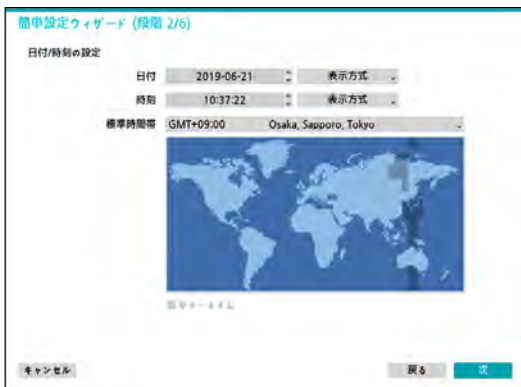 簡単設定ウィザード (段階 2/6)
日付/時刻の設定
日付 2019-06-21 表示方式
時刻 10:37:22 表示方式
標準時間帯 GMT+09:00 Osaka, Sapporo, Tokyo
キャンセル 戻る 次